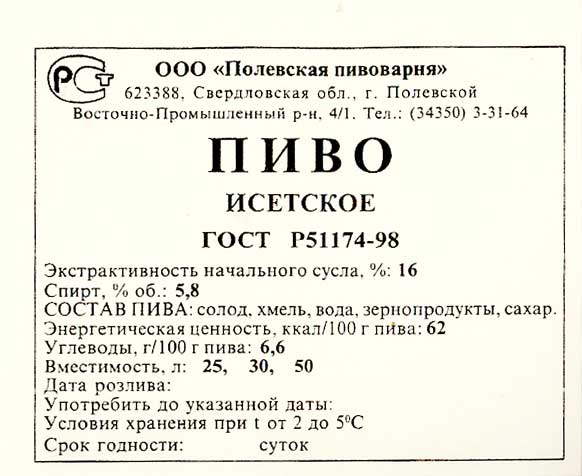 РСТ
ООО «Полевская пивоварня»
623388, Свердловская обл., г. Полевской
Восточно-Промышленный р-н, 4/1. Тел.: (34350) 3-31-64
ПИВО
ИСЕТСКОЕ
ГОСТ Р51174-98
Экстрактивность начального сусла, %: 16
Спирт, % об.: 5,8
СОСТАВ ПИВА: солод, хмель, вода, зернопродукты, сахар.
Энергетическая ценность, ккал/100 г пива: 62
Углеводы, г/100 г пива: 6,6
Вместимость, л: 25, 30, 50
Дата розлива:
Употребить до указанной даты:
Условия хранения при t от 2 до 5⁰С
Срок годности: суток